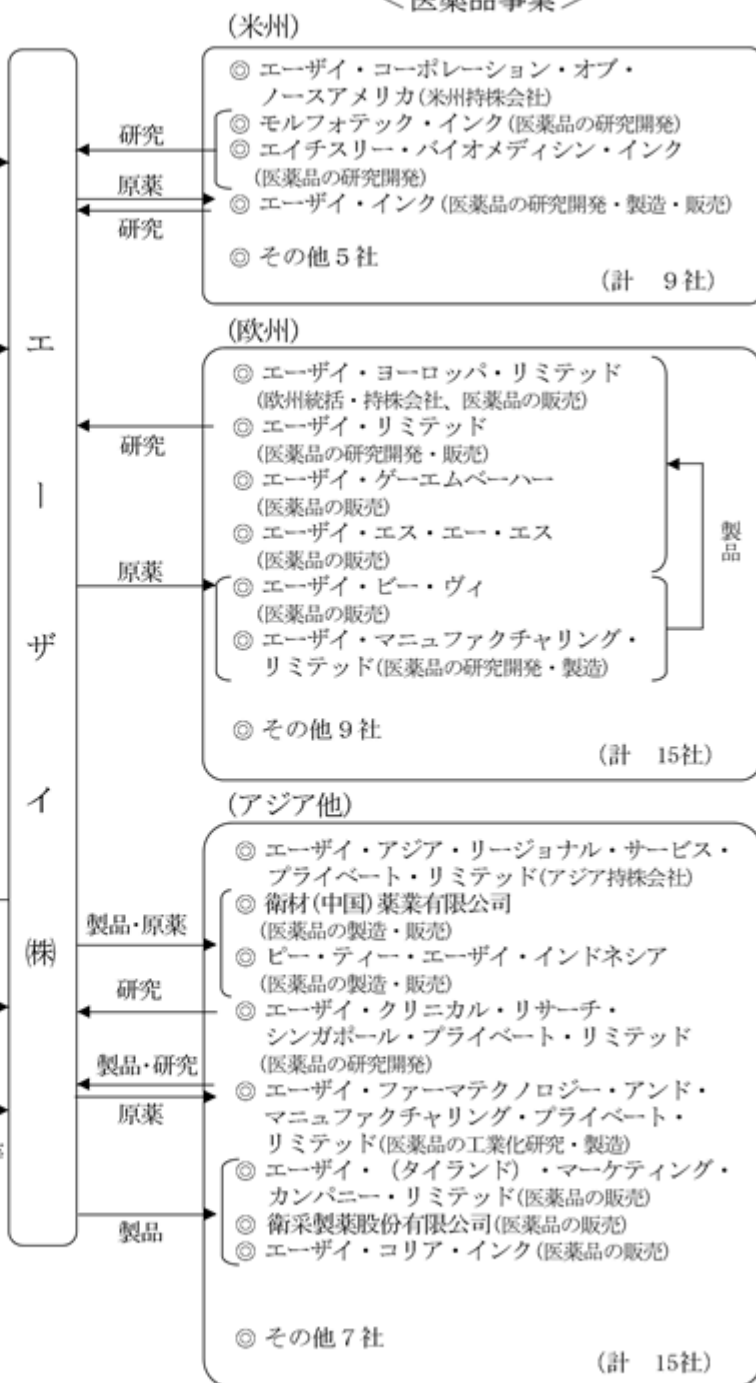 ＜医薬品事業＞
(米州)
◎ エーザイ・コーポレーション・オブ・
ノースアメリカ(米州持株会社)
◎ モルフォテック・インク(医薬品の研究開発)
◎ エイチスリー・バイオメディシン・インク
(医薬品の研究開発)
◎ エーザイ・インク(医薬品の研究開発・製造・販売)
◎ その他５社
(計　９社)
研究
原薬
研究
(欧州)
◎ エーザイ・ヨーロッパ・リミテッド
(欧州統括・持株会社、医薬品の販売)
◎ エーザイ・リミテッド
(医薬品の研究開発・販売)
◎ エーザイ・ゲーエムベーハー
(医薬品の販売)
◎ エーザイ・エス・エー・エス
(医薬品の販売)
◎ エーザイ・ビー・ヴィ
(医薬品の販売)
◎ エーザイ・マニュファクチャリング・
リミテッド(医薬品の研究開発・製造)
◎ その他９社
(計　15社)
研究
原薬
製品
エーザイ㈱
(アジア他)
◎ エーザイ・アジア・リージョナル・サービス・
プライベート・リミテッド(アジア持株会社)
◎ 衛材(中国)薬業有限公司
(医薬品の製造・販売)
◎ ピー・ティー・エーザイ・インドネシア
(医薬品の製造・販売)
◎ エーザイ・クリニカル・リサーチ・
シンガポール・プライベート・リミテッド
(医薬品の研究開発)
◎ エーザイ・ファーマテクノロジー・アンド・
マニュファクチャリング・プライベート・
リミテッド(医薬品の工業化研究・製造)
◎ エーザイ・（タイランド）・マーケティング・
カンパニー・リミテッド(医薬品の販売)
◎ 衛采製薬股份有限公司(医薬品の販売)
◎ エーザイ・コリア・インク(医薬品の販売)
◎ その他７社
(計　15社)
製品・原薬
研究
製品・研究
原薬
製品